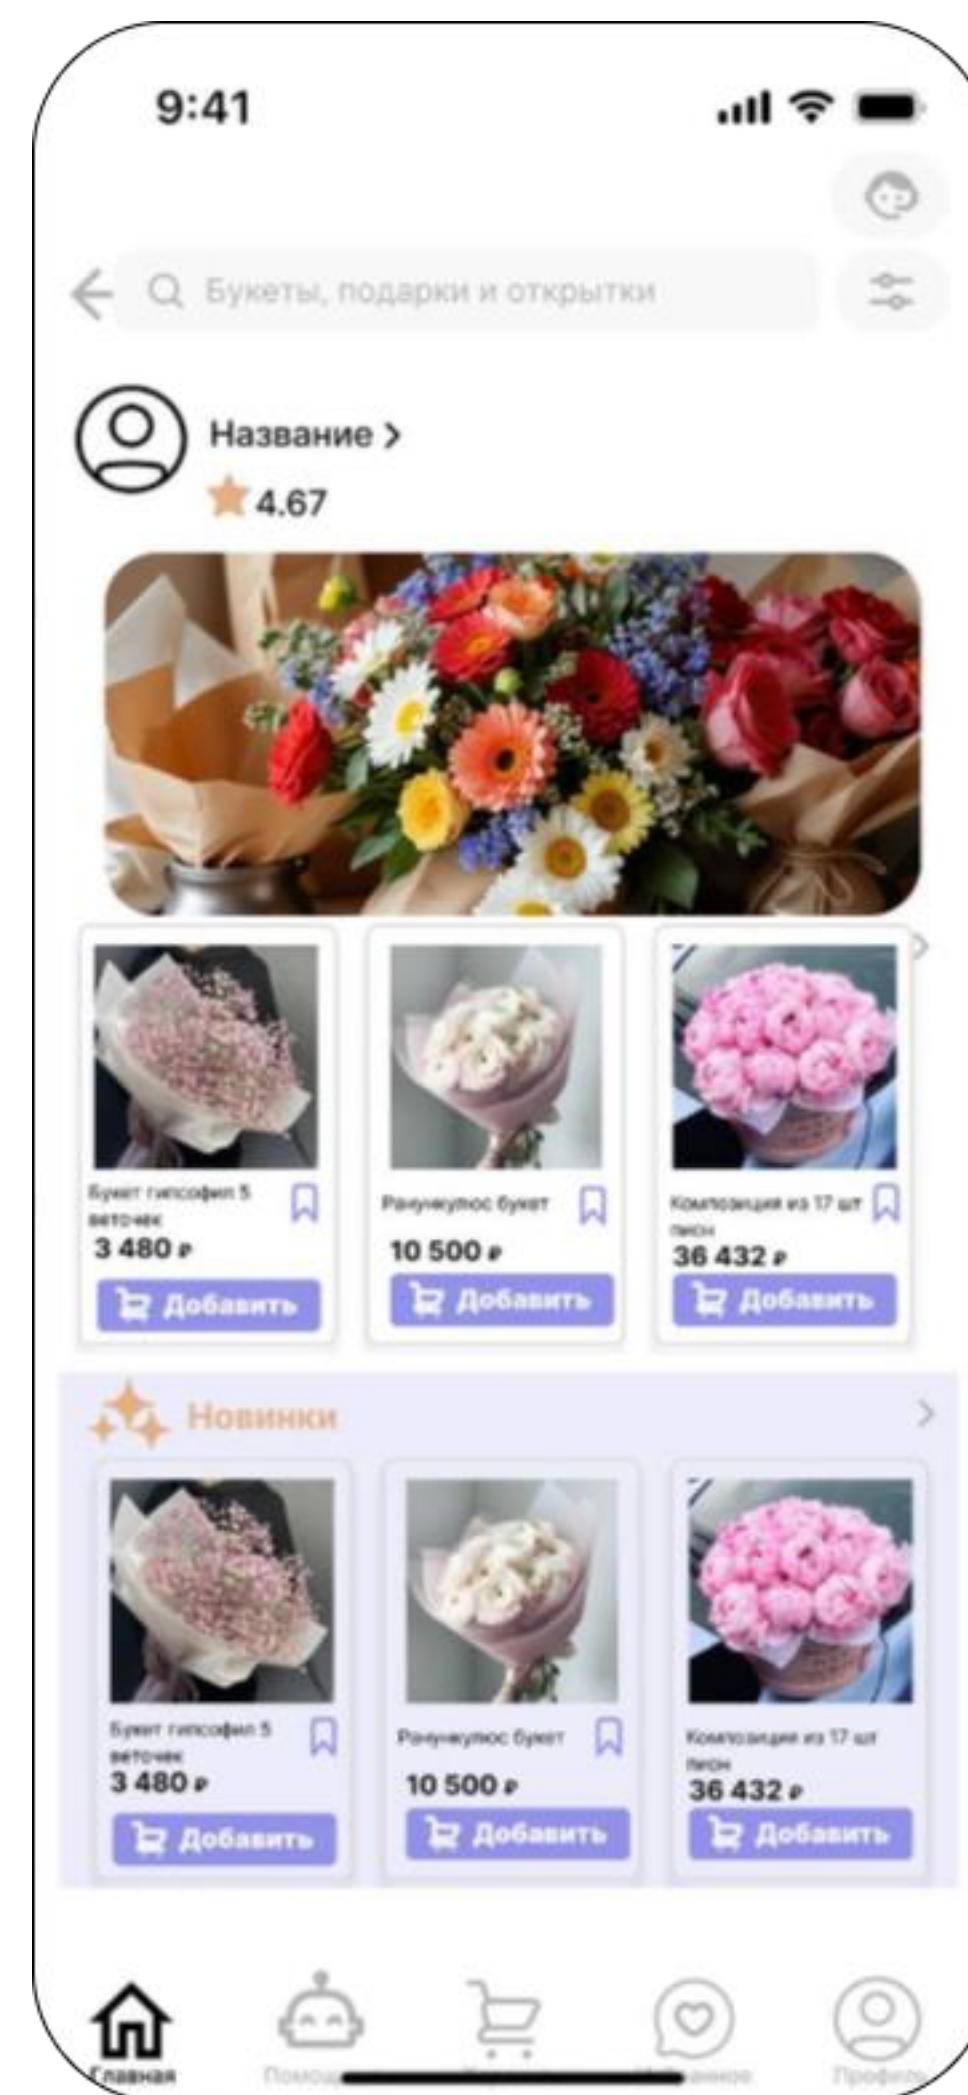 9:41
Букеты, подарки и открытки
Название >
4.67
Букет гипсофил 5
веточек
3 480 ₽
Добавить
Ранункулюс букет
10 500 ₽
Добавить
Композиция из 17 шт
пион
36 432 ₽
Добавить
Новинки
Букет гипсофил 5
веточек
3 480 ₽
Добавить
Ранункулюс букет
10 500 ₽
Добавить
Композиция из 17 шт
пион
36 432 ₽
Добавить
Главная
Профиль